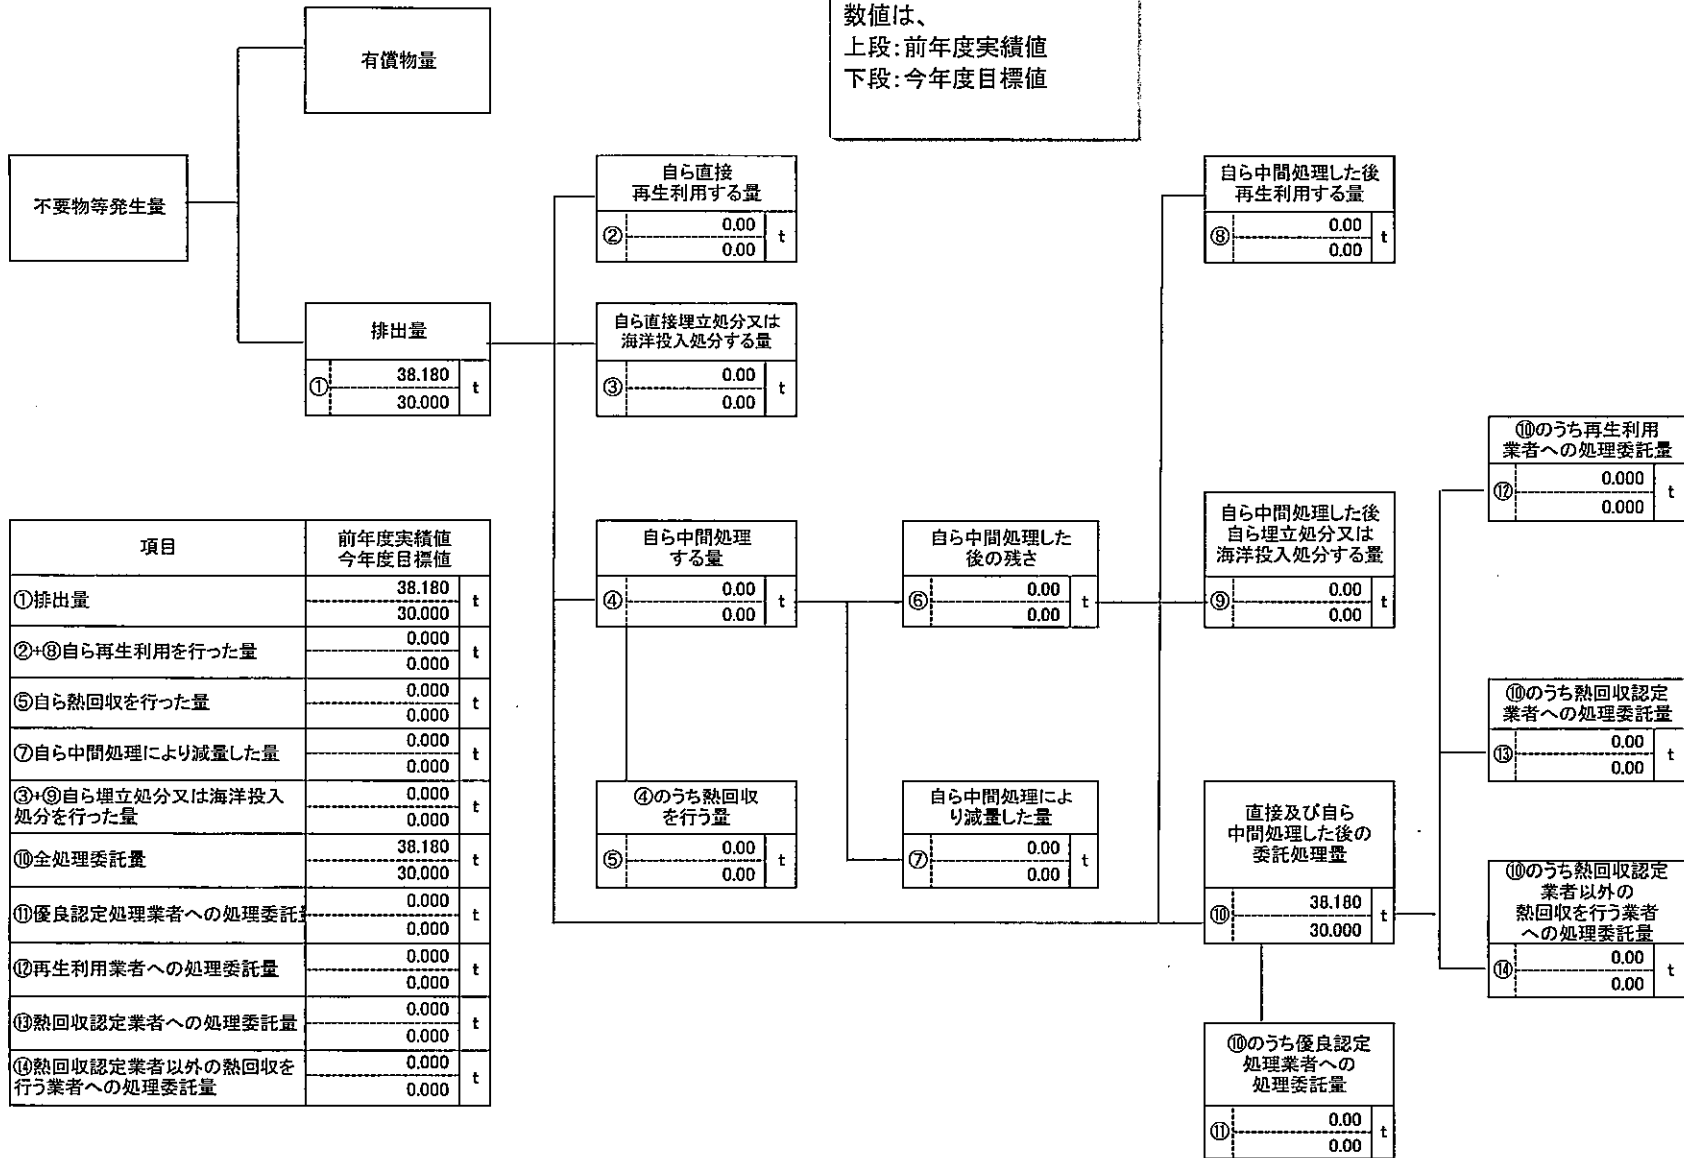 数値は、
上段：前年度実績値
下段：今年度目標値
有償物量
不要物等発生量
排出量
① 38.180 t
30.000
自ら直接
再生利用する量
② 0.00 t
0.00
自ら直接埋立処分又は
海洋投入処分する量
③ 0.00 t
0.00
自ら中間処理
する量
④ 0.00 t
0.00
④のうち熱回収
を行う量
⑤ 0.00 t
0.00
自ら中間処理した
後の残さ
⑥ 0.00 t
0.00
自ら中間処理によ
り減量した量
⑦ 0.00 t
0.00
自ら中間処理した後
再生利用する量
⑧ 0.00 t
0.00
自ら中間処理した後
自ら埋立処分又は
海洋投入処分する量
⑨ 0.00 t
0.00
直接及び自ら
中間処理した後の
委託処理量
⑩ 38.180 t
30.000
⑩のうち優良認定
処理業者への
処理委託量
⑪ 0.00 t
0.00
⑩のうち再生利用
業者への処理委託量
⑫ 0.000 t
0.000
⑩のうち熱回収認定
業者への処理委託量
⑬ 0.00 t
0.00
⑩のうち熱回収認定
業者以外の
熱回収を行う業者
への処理委託量
⑭ 0.00 t
0.00
項目 前年度実績値
今年度目標値
①排出量 38.180 t
30.000
②+⑧自ら再生利用を行った量 0.000 t
0.000
⑤自ら熱回収を行った量 0.000 t
0.000
⑦自ら中間処理により減量した量 0.000 t
0.000
③+⑨自ら埋立処分又は海洋投入
処分を行った量 0.000 t
0.000
⑩全処理委託量 38.180 t
30.000
⑪優良認定処理業者への処理委託量 0.000 t
0.000
⑫再生利用業者への処理委託量 0.000 t
0.000
⑬熱回収認定業者への処理委託量 0.000 t
0.000
⑭熱回収認定業者以外の熱回収を
行う業者への処理委託量 0.000 t
0.000